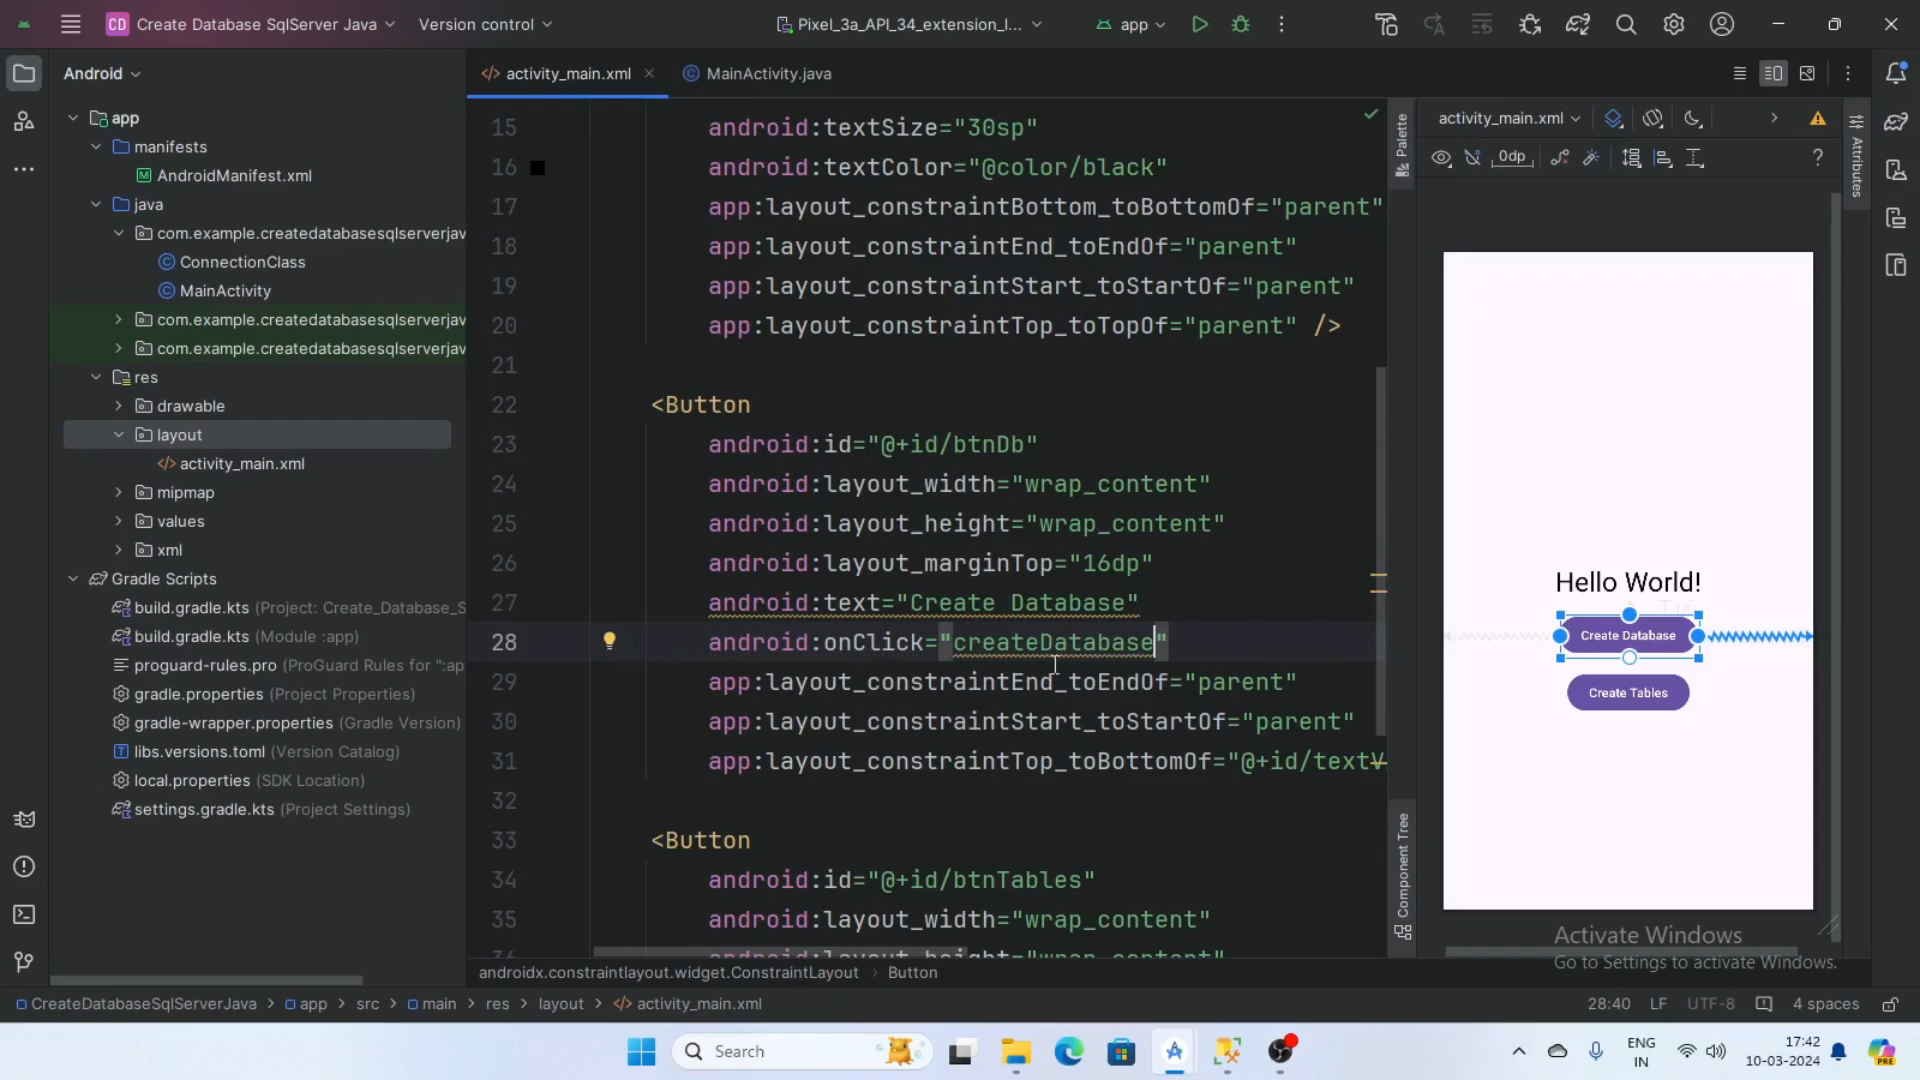 CD Create Database SqlServer Java
Version control
Pixel_3a_API_34_extension_l...
app
Android
activity_main.xml
MainActivity.java
app
manifests
AndroidManifest.xml
java
com.example.createdatabasesqlserverjav
ConnectionClass
MainActivity
com.example.createdatabasesqlserverjav
com.example.createdatabasesqlserverjav
res
drawable
layout
activity_main.xml
mipmap
values
xml
Gradle Scripts
build.gradle.kts (Project: Create_Database_S
build.gradle.kts (Module :app)
proguard-rules.pro (ProGuard Rules for ":ap
gradle.properties (Project Properties)
gradle-wrapper.properties (Gradle Version)
libs.versions.toml (Version Catalog)
local.properties (SDK Location)
settings.gradle.kts (Project Settings)
15 android:textSize="30sp"
16 android:textColor="@color/black"
17 app:layout_constraintBottom_toBottomOf="parent"
18 app:layout_constraintEnd_toEndOf="parent"
19 app:layout_constraintStart_toStartOf="parent"
20 app:layout_constraintTop_toTopOf="parent" />
21
22 <Button
23 android:id="@+id/btnDb"
24 android:layout_width="wrap_content"
25 android:layout_height="wrap_content"
26 android:layout_marginTop="16dp"
27 android:text="Create Database"
28 android:onClick="createDatabase"
29 app:layout_constraintEnd_toEndOf="parent"
30 app:layout_constraintStart_toStartOf="parent"
31 app:layout_constraintTop_toBottomOf="@+id/textV
32
33 <Button
34 android:id="@+id/btnTables"
35 android:layout_width="wrap_content"
36 android:layout_height="wrap_content"
androidx.constraintlayout.widget.ConstraintLayout > Button
Palette
Component Tree
activity_main.xml
0dp
?
Attributes
Hello World!
Create Database
Create Tables
Activate Windows
Go to Settings to activate Windows.
CreateDatabaseSqlServerJava > app > src > main > res > layout > activity_main.xml
28:40 LF UTF-8 4 spaces
Search
ENG
IN
17:42
10-03-2024
PRE